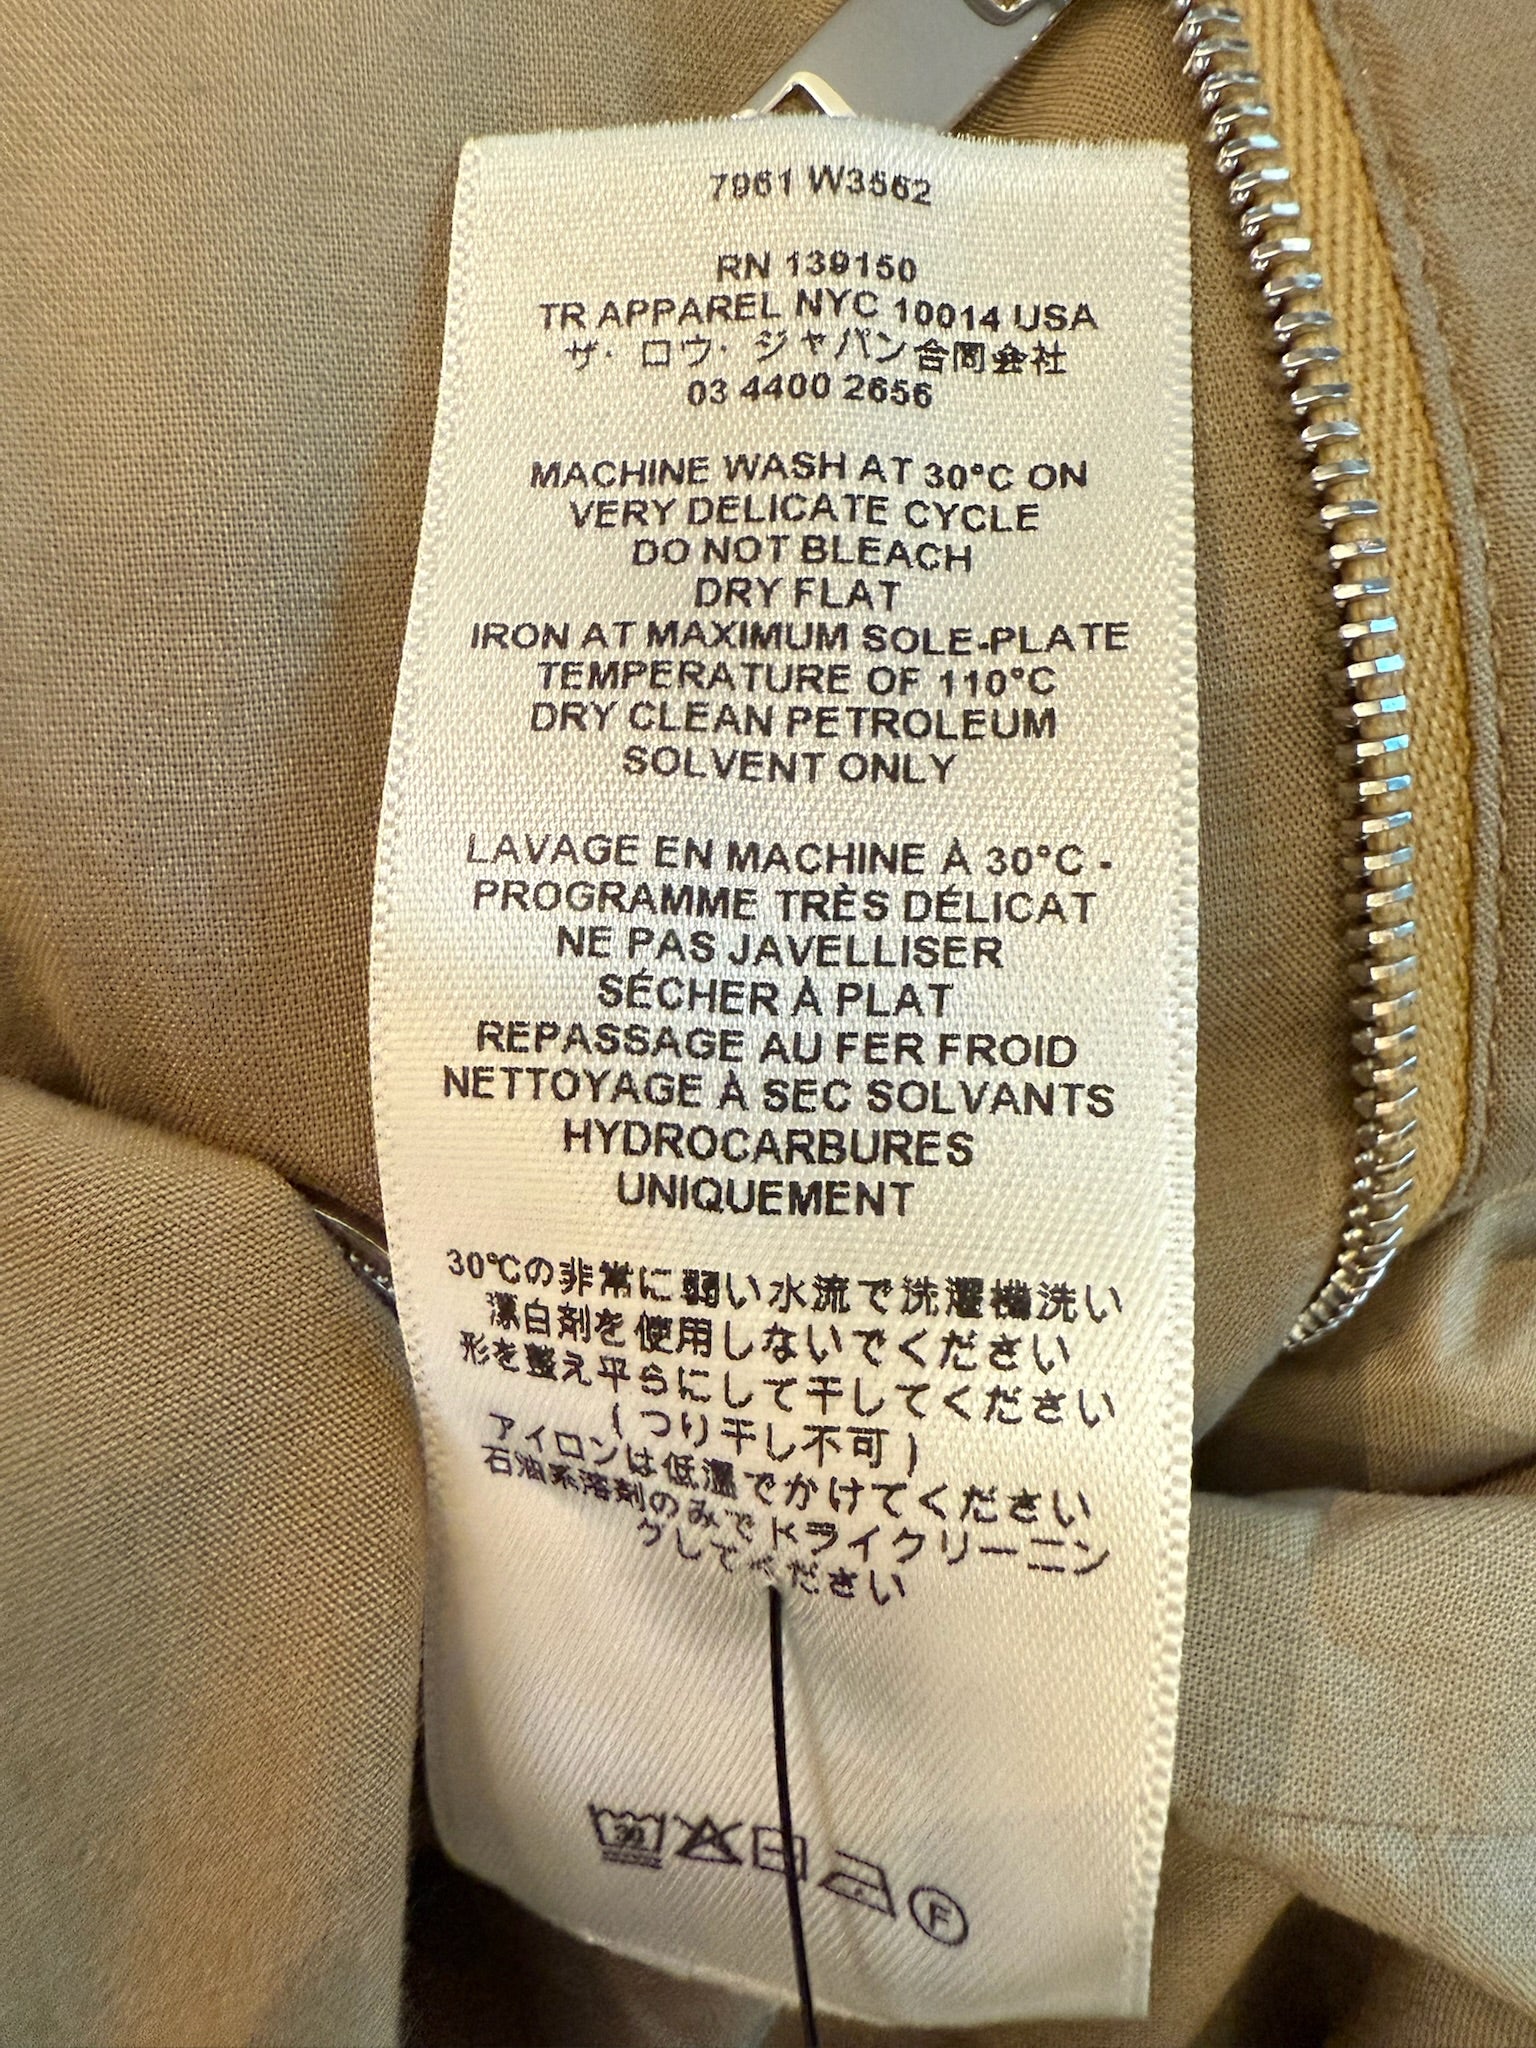 7961 W3562
RN 139150
TR APPAREL NYC 10014 USA
ザ・ロウ・ジャパン合同会社
03 4400 2656
MACHINE WASH AT 30°C ON
VERY DELICATE CYCLE
DO NOT BLEACH
DRY FLAT
IRON AT MAXIMUM SOLE-PLATE
TEMPERATURE OF 110°C
DRY CLEAN PETROLEUM
SOLVENT ONLY
LAVAGE EN MACHINE À 30°C -
PROGRAMME TRÈS DÉLICAT
NE PAS JAVELLISER
SÉCHER À PLAT
REPASSAGE AU FER FROID
NETTOYAGE À SEC SOLVANTS
HYDROCARBURES
UNIQUEMENT
30℃の非常に弱い水流で洗濯機洗い
漂白剤を使用しないでください
形を整え平らにして干してください
(つり干し不可)
アイロンは低温でかけてください
石油系溶剤のみでドライクリーニン
グしてください
30
F